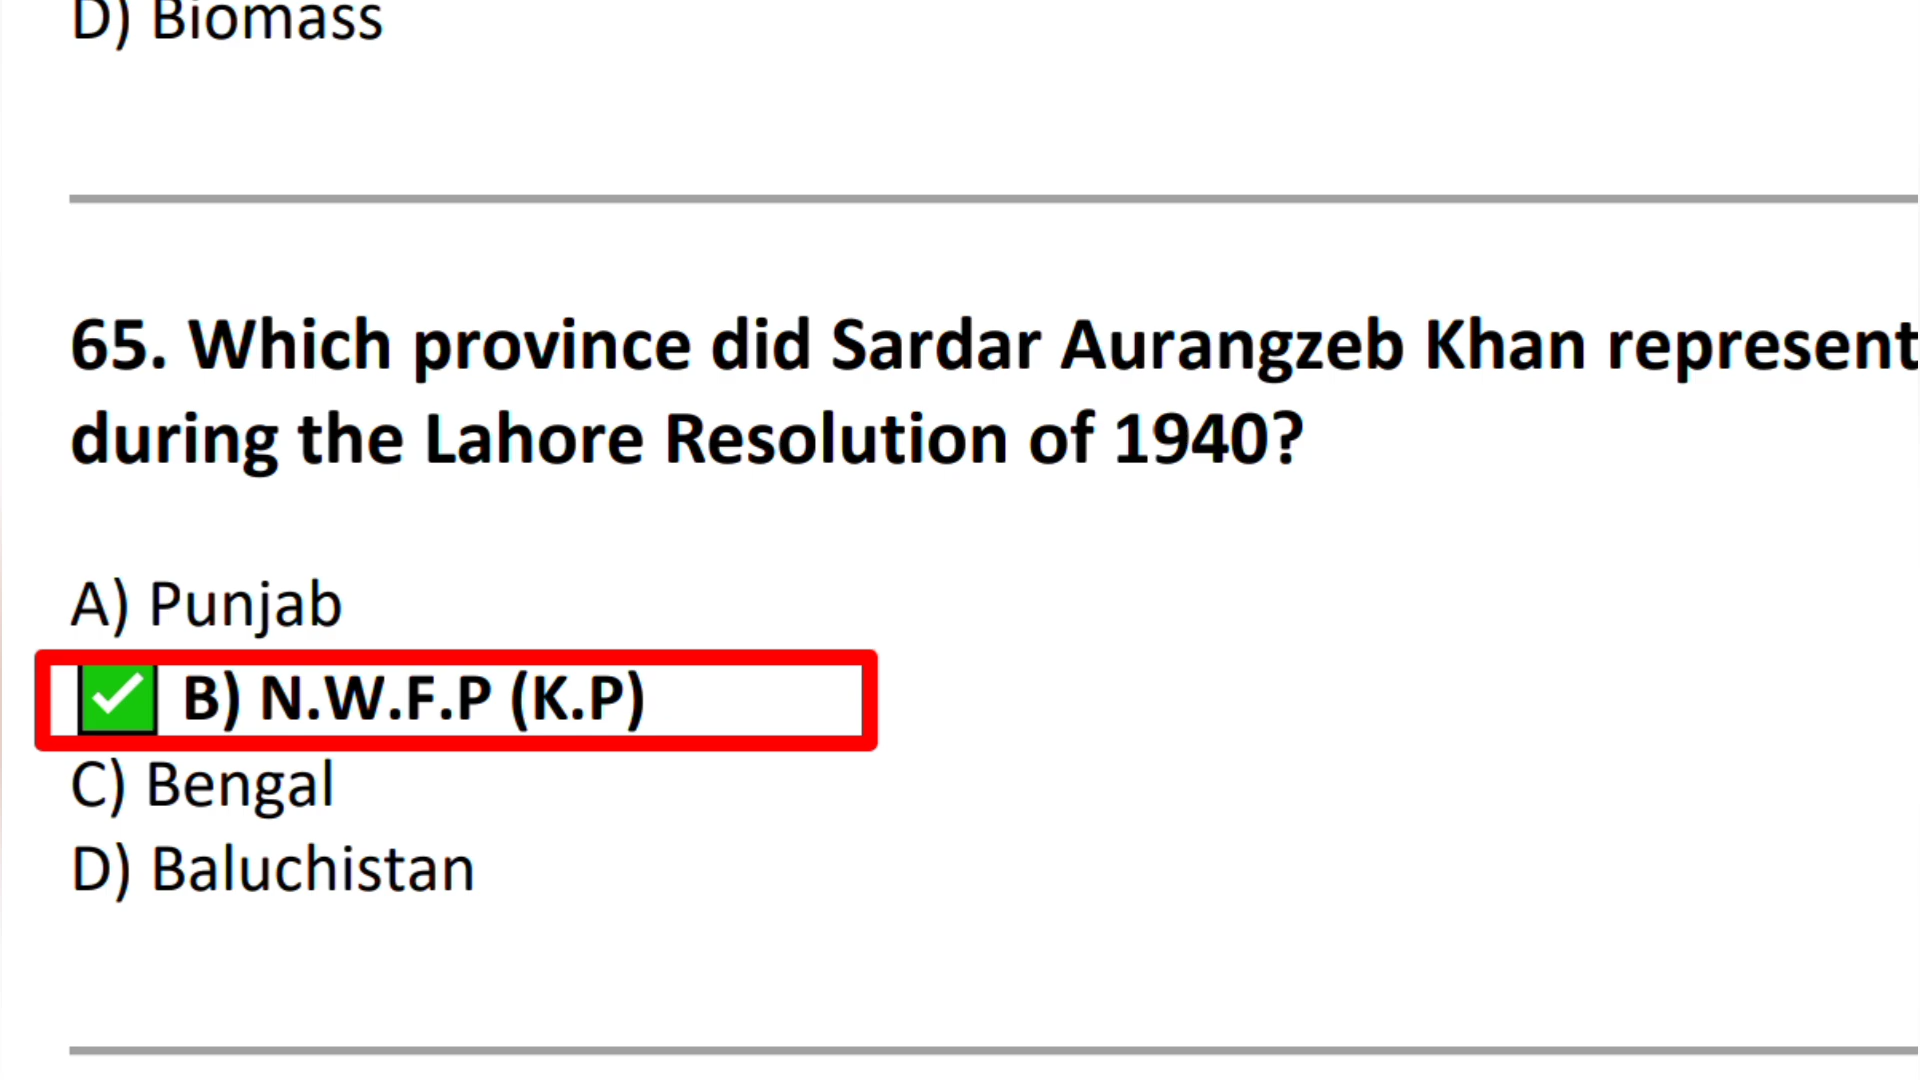 D) Biomass
65. Which province did Sardar Aurangzeb Khan represent
during the Lahore Resolution of 1940?
A) Punjab
✅ B) N.W.F.P (K.P)
C) Bengal
D) Baluchistan